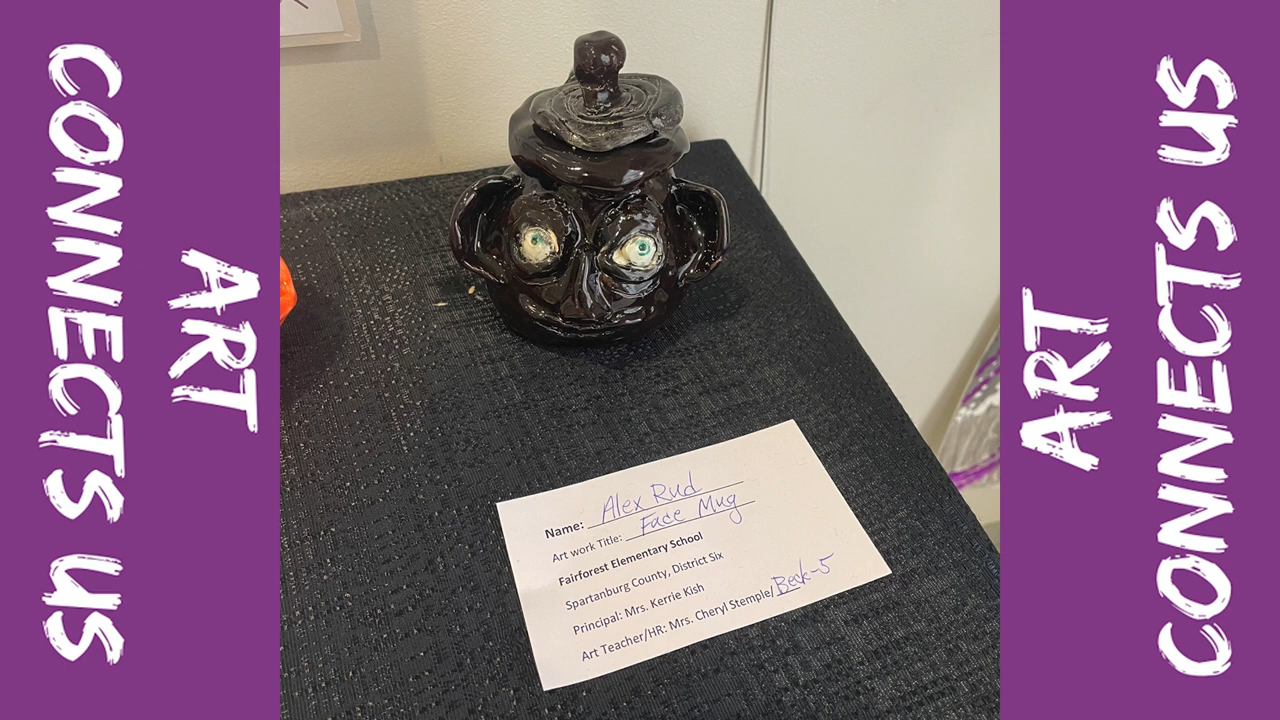 ART
CONNECTS US
Name: Alex Rud
Art work Title: Face Mug
Fairforest Elementary School
Spartanburg County, District Six
Principal: Mrs. Kerrie Kish
Art Teacher/HR: Mrs. Cheryl Stemple/Beck-5
ART
CONNECTS US